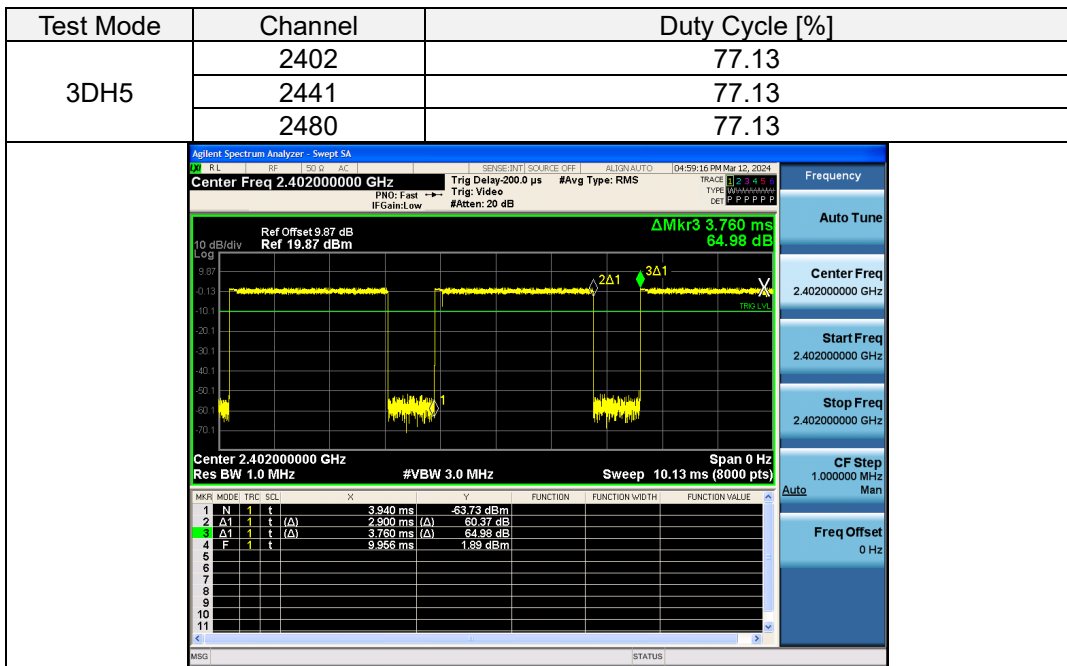 Test Mode Channel Duty Cycle [%]
3DH5 2402 77.13
2441 77.13
2480 77.13
Agilent Spectrum Analyzer - Swept SA
RL RF 50 Ω AC SENSE:INT SOURCE OFF ALIGN AUTO 04:59:16 PM Mar 12, 2024
Center Freq 2.402000000 GHz
PNO: Fast
IFGain:Low
Trig Delay-200.0 µs #Avg Type: RMS
Trig: Video
#Atten: 20 dB
TRACE 1 2 3 4 5 6
TYPE
DET P P P P P P
Frequency
Auto Tune
Center Freq
2.402000000 GHz
Start Freq
2.402000000 GHz
Stop Freq
2.402000000 GHz
CF Step
1.000000 MHz
Auto Man
Freq Offset
0 Hz
ΔMkr3 3.760 ms
64.98 dB
Ref Offset 9.87 dB
10 dB/div Ref 19.87 dBm
Log
9.87
-0.13
-10.1
-20.1
-30.1
-40.1
-50.1
-60.1
-70.1
2Δ1
3Δ1
X
TRIG LVL
1
Center 2.402000000 GHz Span 0 Hz
Res BW 1.0 MHz #VBW 3.0 MHz Sweep 10.13 ms (8000 pts)
MKR MODE TRC SCL X Y FUNCTION FUNCTION WIDTH FUNCTION VALUE
1 N 1 t 3.940 ms -63.73 dBm
2 Δ1 1 t (Δ) 2.900 ms (Δ) 60.37 dB
3 Δ1 1 t (Δ) 3.760 ms (Δ) 64.98 dB
4 F 1 t 9.956 ms 1.89 dBm
5
6
7
8
9
10
11
MSG STATUS